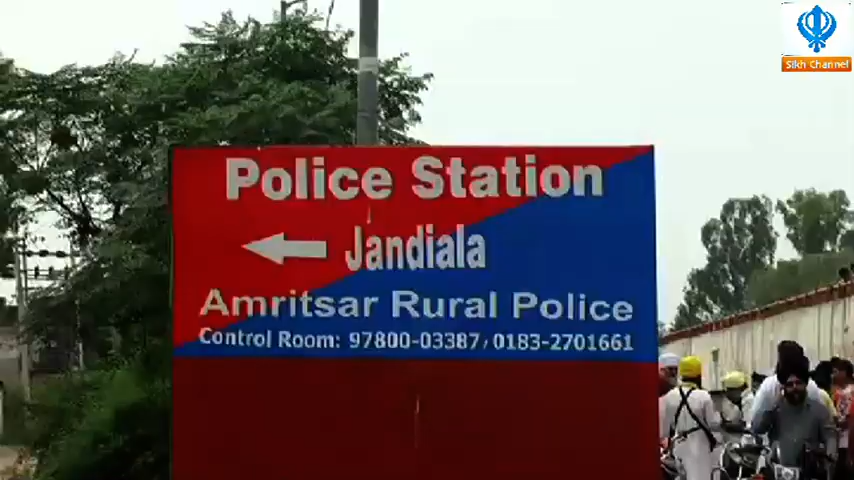 Sikh Channel
Police Station
Jandiala
Amritsar Rural Police
Control Room: 97800-03387, 0183-2701661